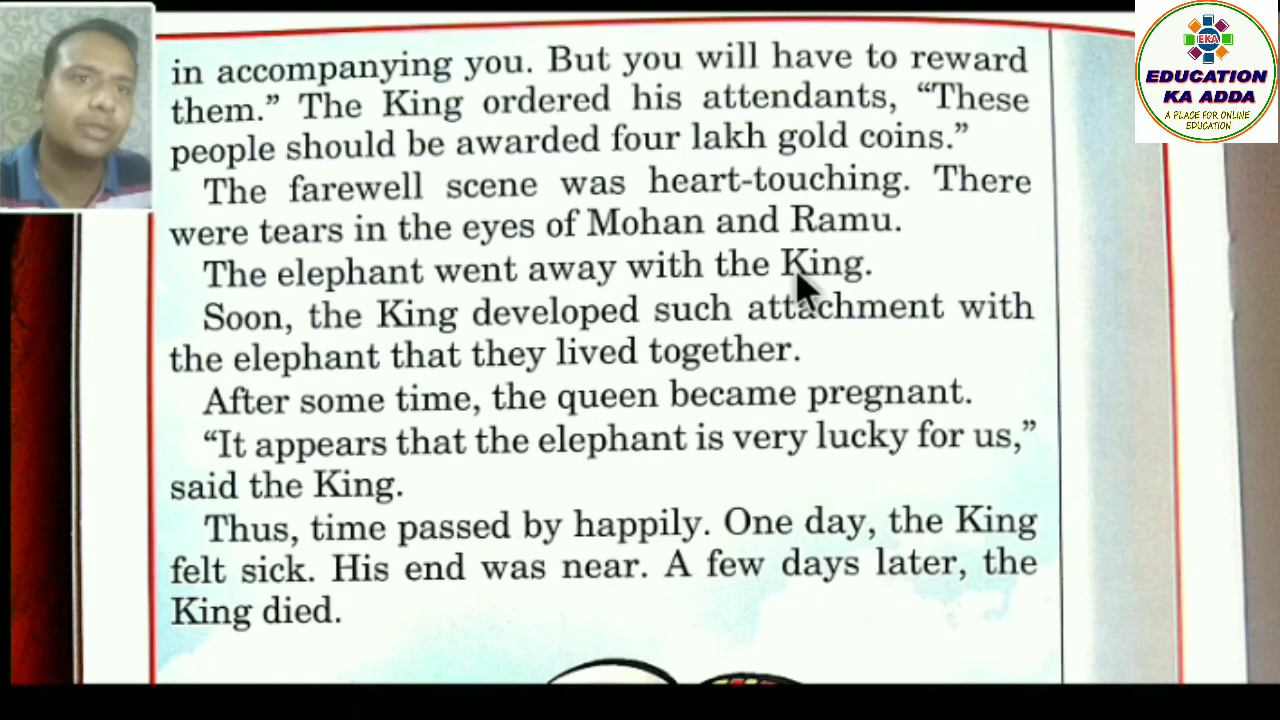 in accompanying you. But you will have to reward
them.” The King ordered his attendants, “These
people should be awarded four lakh gold coins.”
The farewell scene was heart-touching. There
were tears in the eyes of Mohan and Ramu.
The elephant went away with the King.
Soon, the King developed such attachment with
the elephant that they lived together.
After some time, the queen became pregnant.
“It appears that the elephant is very lucky for us,”
said the King.
Thus, time passed by happily. One day, the King
felt sick. His end was near. A few days later, the
King died.
EKA
EDUCATION
KA ADDA
A PLACE FOR ONLINE
EDUCATION